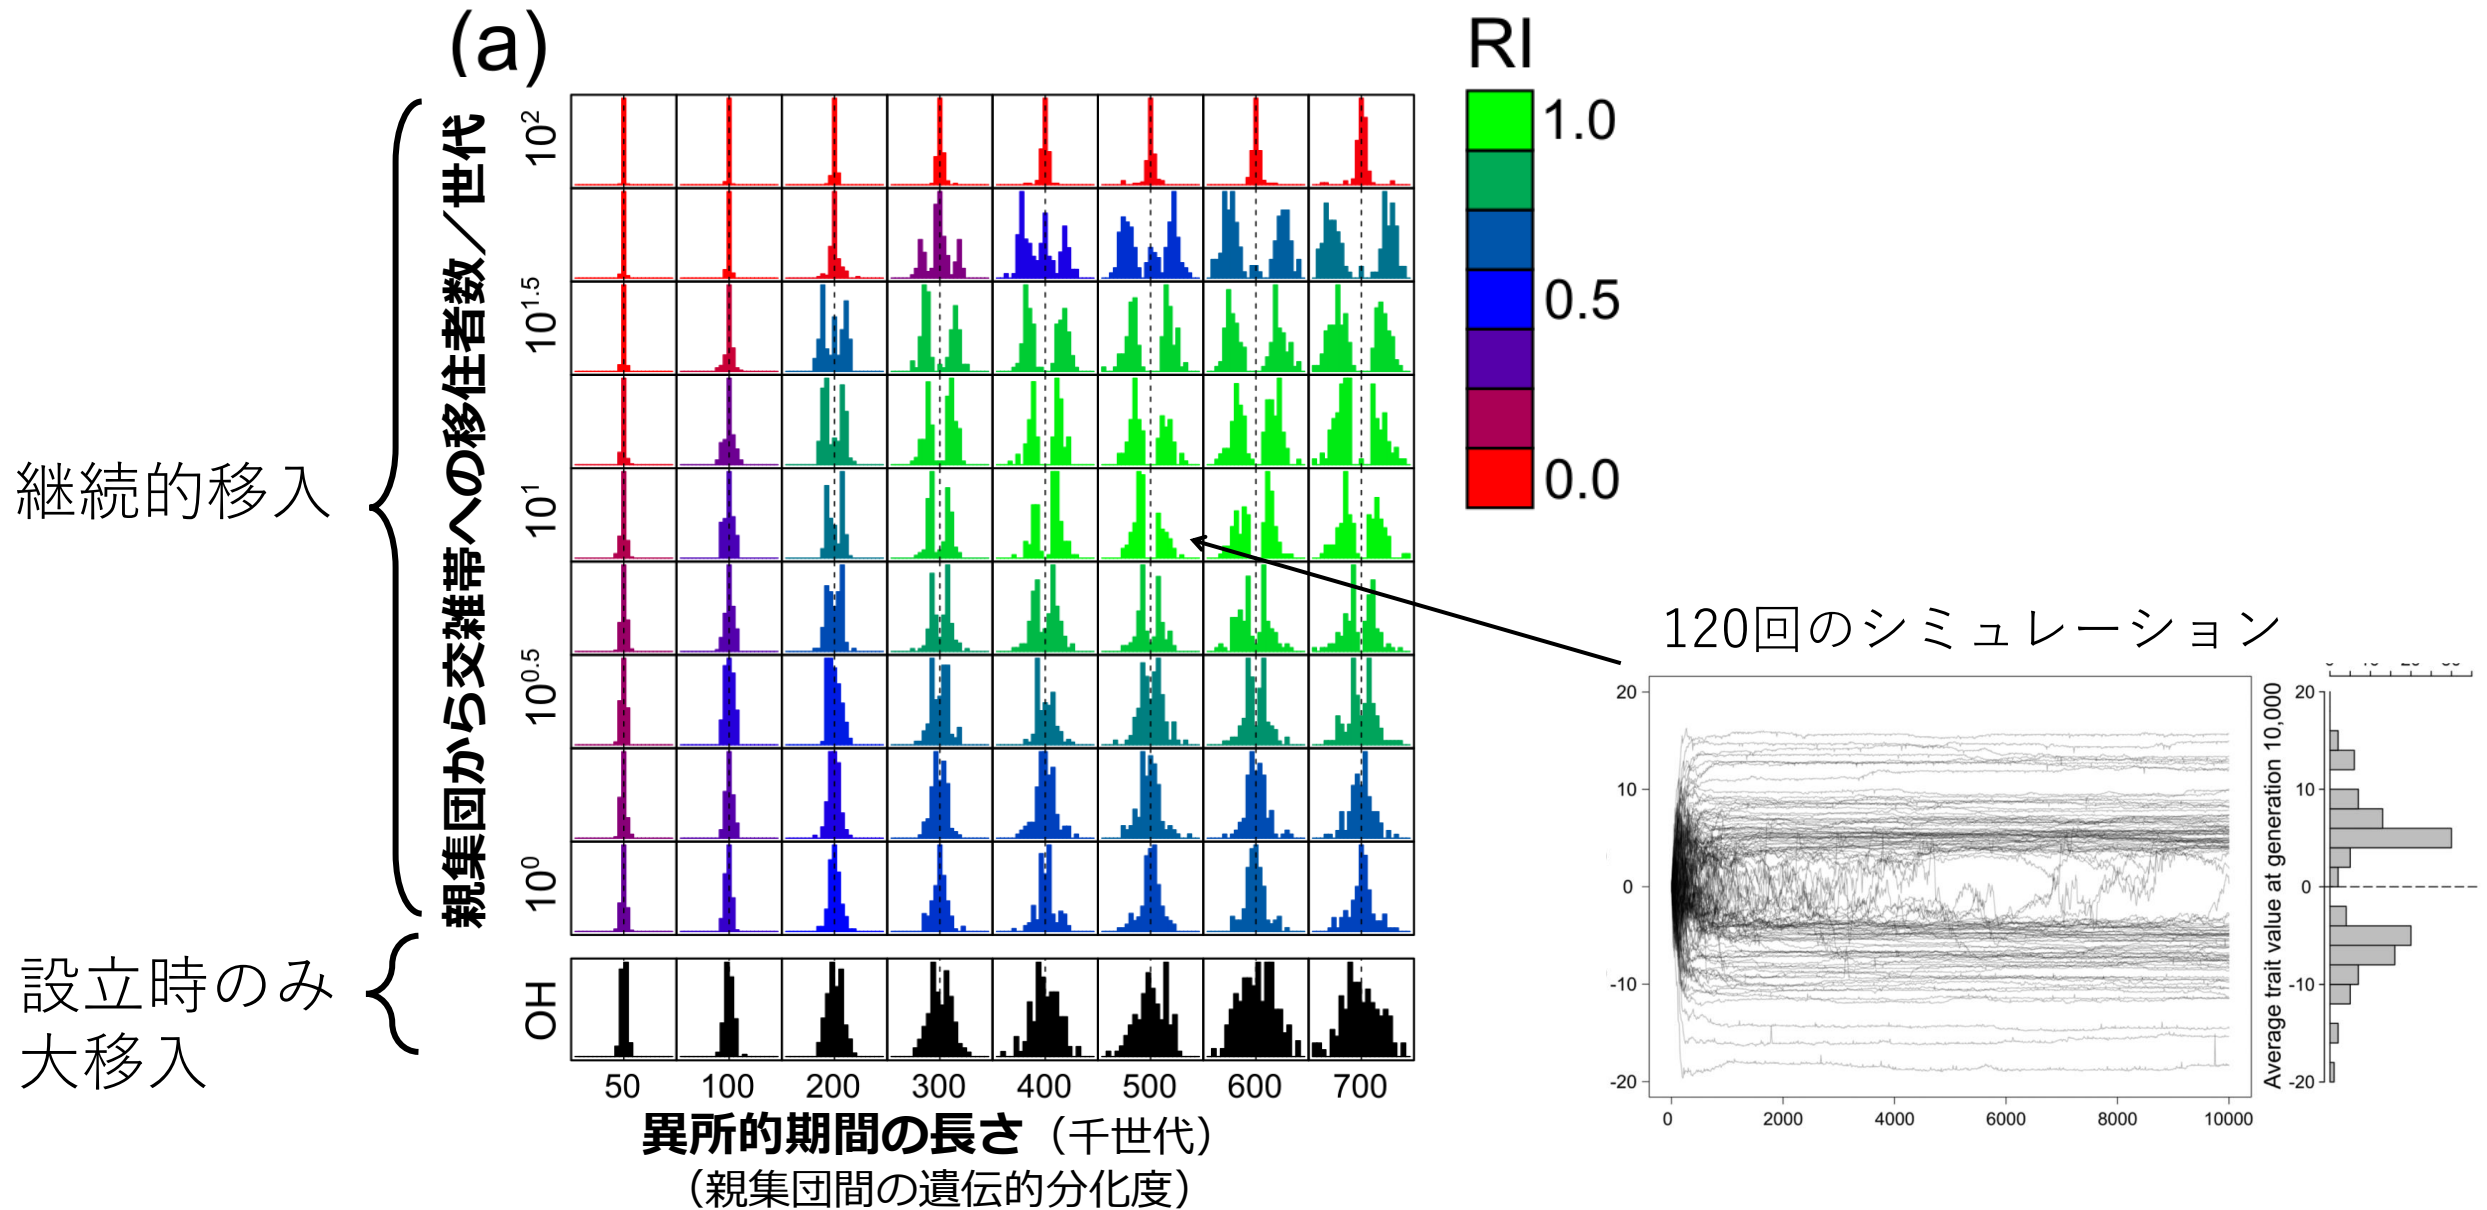 (a)
RI
1.0
0.5
0.0
継続的移入
設立時のみ
大移入
親集団から交雑帯への移住者数／世代
10²
10¹·⁵
10¹
10⁰·⁵
10⁰
OH
50 100 200 300 400 500 600 700
異所的期間の長さ（千世代）
（親集団間の遺伝的分化度）
120回のシミュレーション
20
10
0
-10
-20
0 2000 4000 6000 8000 10000
Average trait value at generation 10,000
20
10
0
-10
-20